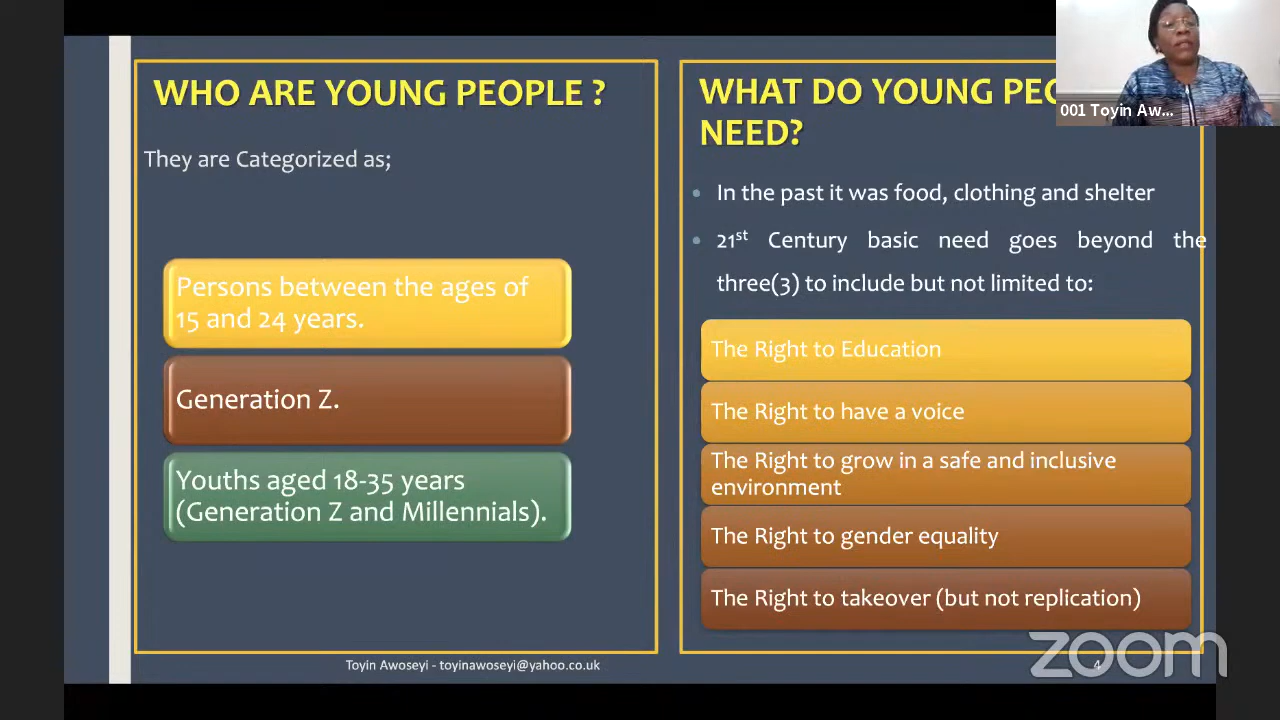 WHO ARE YOUNG PEOPLE ?
They are Categorized as;
Persons between the ages of
15 and 24 years.
Generation Z.
Youths aged 18-35 years
(Generation Z and Millennials).
WHAT DO YOUNG
NEED?
In the past it was food, clothing and shelter
21st Century basic need goes beyond the
three(3) to include but not limited to:
The Right to Education
The Right to have a voice
The Right to grow in a safe and inclusive
environment
The Right to gender equality
The Right to takeover (but not replication)
Toyin Awoseyi - toyinawoseyi@yahoo.co.uk
4
001 Toyin Aw...
zoom